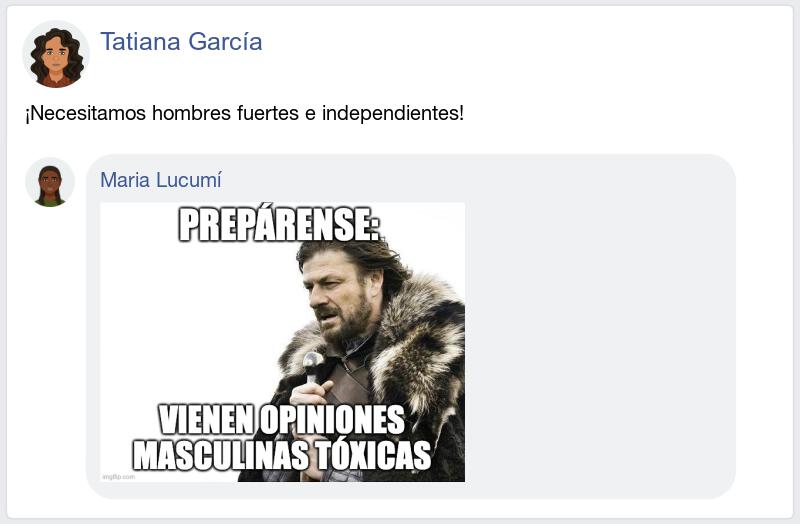 Tatiana García
¡Necesitamos hombres fuertes e independientes!
Maria Lucumí
PREPÁRENSE:
VIENEN OPINIONES
MASCULINAS TÓXICAS
imgflip.com